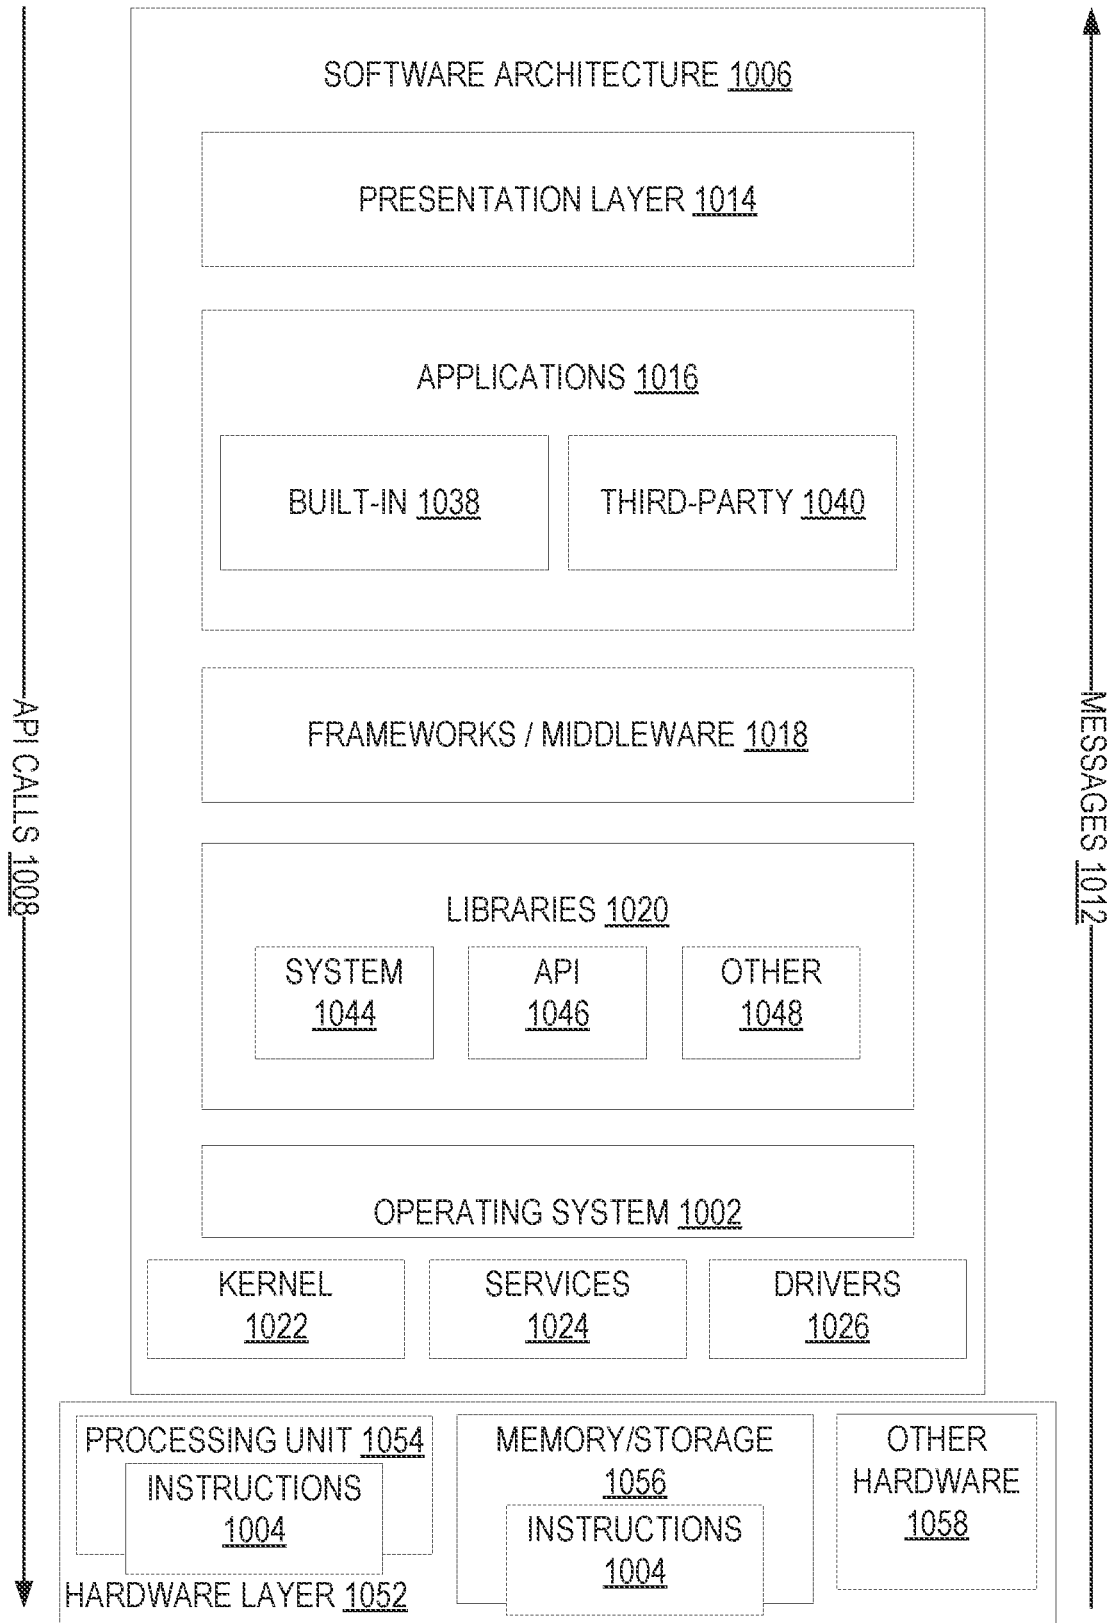 SOFTWARE ARCHITECTURE 1006
PRESENTATION LAYER 1014
APPLICATIONS 1016
BUILT-IN 1038
THIRD-PARTY 1040
FRAMEWORKS / MIDDLEWARE 1018
LIBRARIES 1020
SYSTEM
1044
API
1046
OTHER
1048
OPERATING SYSTEM 1002
KERNEL
1022
SERVICES
1024
DRIVERS
1026
PROCESSING UNIT 1054
INSTRUCTIONS
1004
MEMORY/STORAGE
1056
INSTRUCTIONS
1004
OTHER
HARDWARE
1058
HARDWARE LAYER 1052
API CALLS 1008
MESSAGES 1012